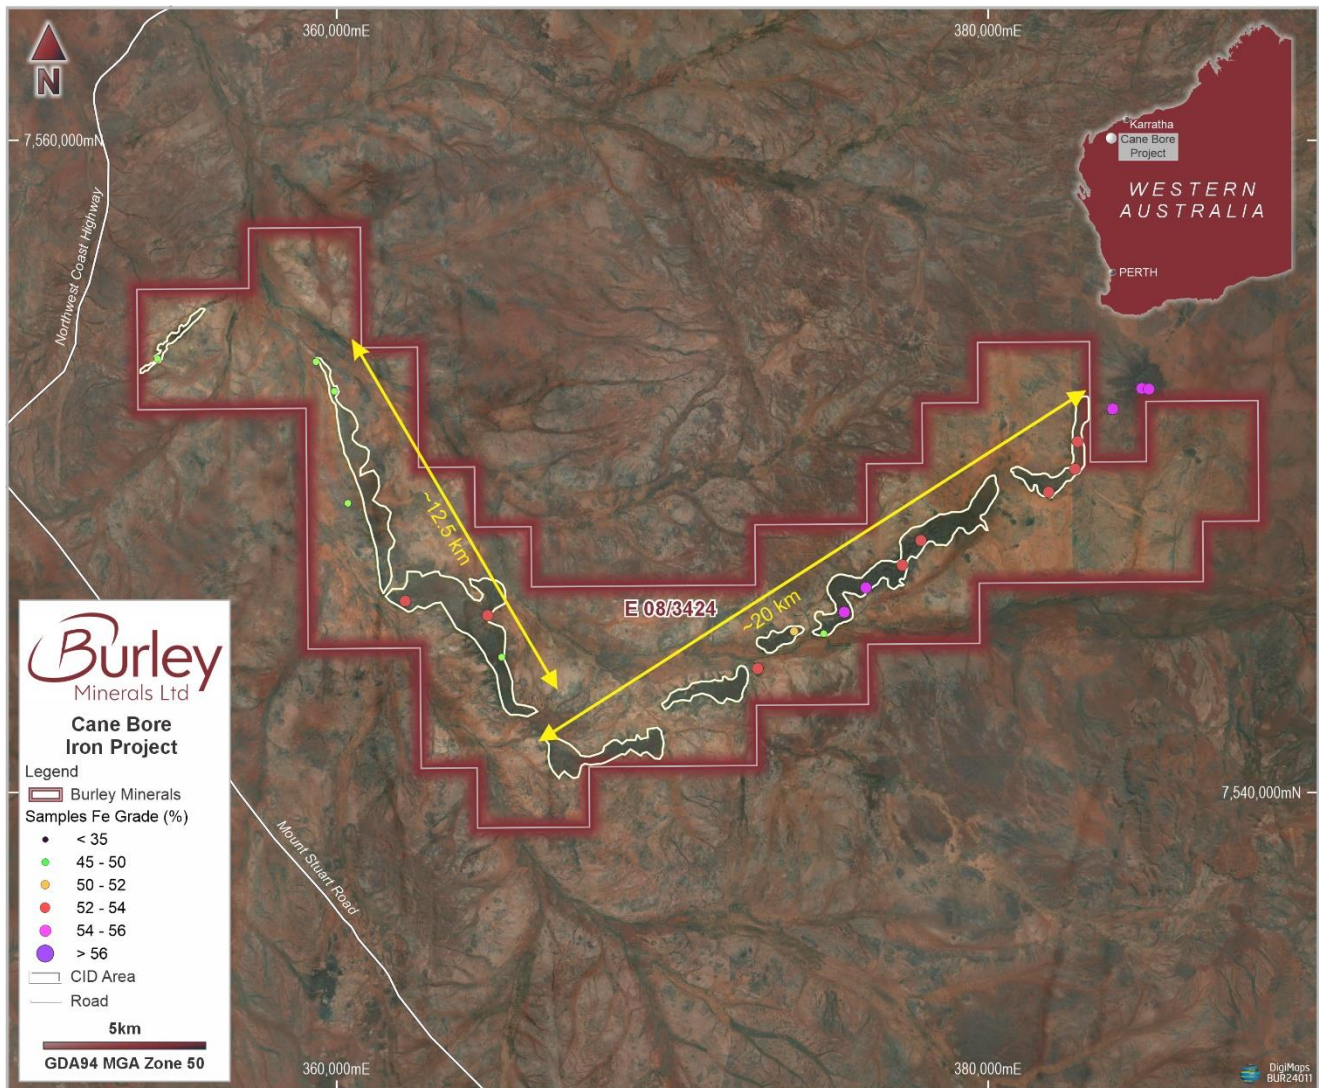 360,000mE
380,000mE
N
7,560,000mN
Karratha
Cane Bore
Project
WESTERN
AUSTRALIA
PERTH
Northwest Coast Highway
~12.5 km
E 08/3424
~20 km
7,540,000mN
Mount Stuart Road
Burley
Minerals Ltd
Cane Bore
Iron Project
Legend
Burley Minerals
Samples Fe Grade (%)
< 35
45 - 50
50 - 52
52 - 54
54 - 56
> 56
CID Area
Road
5km
GDA94 MGA Zone 50
360,000mE
380,000mE
DigiMaps
BUR24011